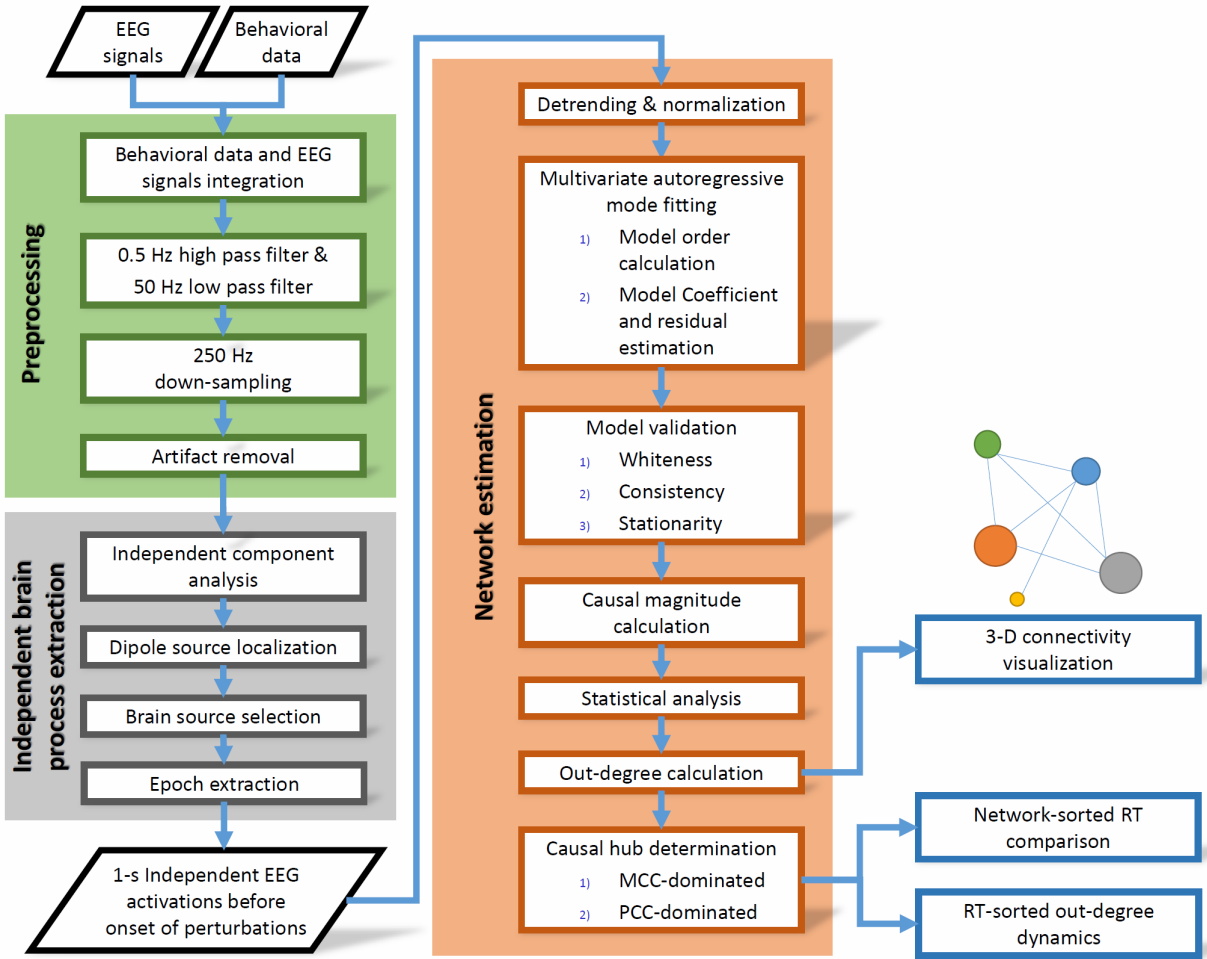 EEG
signals
Behavioral
data
Preprocessing
Behavioral data and EEG
signals integration
0.5 Hz high pass filter &
50 Hz low pass filter
250 Hz
down-sampling
Artifact removal
Independent brain
process extraction
Independent component
analysis
Dipole source localization
Brain source selection
Epoch extraction
1-s Independent EEG
activations before
onset of perturbations
Network estimation
Detrending & normalization
Multivariate autoregressive
mode fitting
1) Model order
calculation
2) Model Coefficient
and residual
estimation
Model validation
1) Whiteness
2) Consistency
3) Stationarity
Causal magnitude
calculation
Statistical analysis
Out-degree calculation
Causal hub determination
1) MCC-dominated
2) PCC-dominated
3-D connectivity
visualization
Network-sorted RT
comparison
RT-sorted out-degree
dynamics